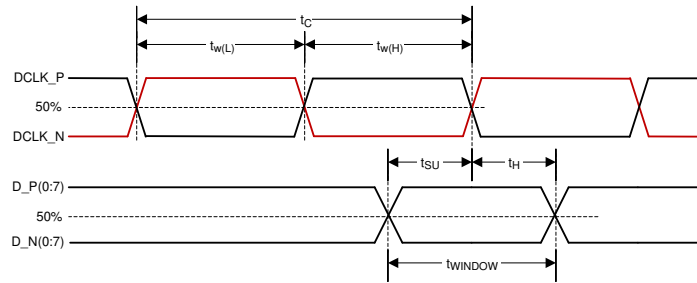 tC
tw(L)
tw(H)
DCLK_P
50%
DCLK_N
tSU
tH
D_P(0:7)
50%
D_N(0:7)
tWINDOW